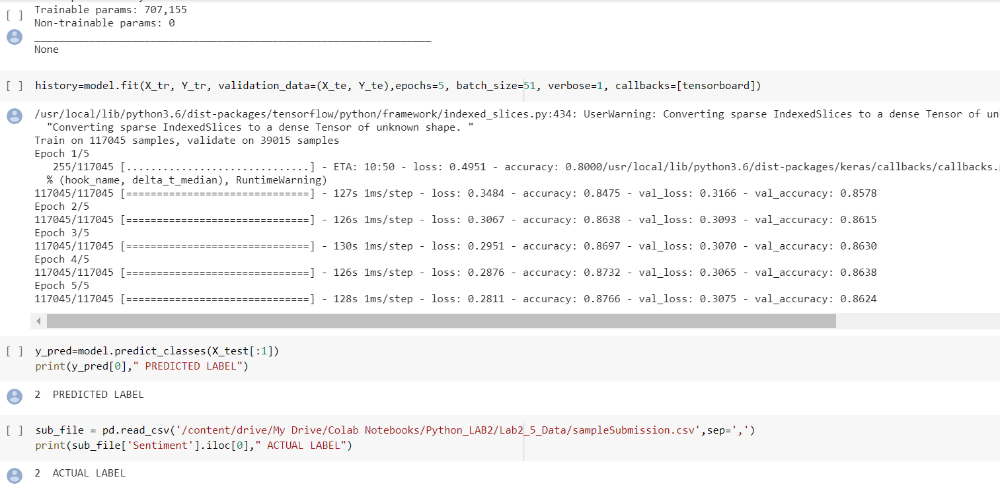 Trainable params: 707,155
[ ]
Non-trainable params: 0
_________________________________________________________________
None
[ ] history=model.fit(X_tr, Y_tr, validation_data=(X_te, Y_te),epochs=5, batch_size=51, verbose=1, callbacks=[tensorboard])
/usr/local/lib/python3.6/dist-packages/tensorflow/python/framework/indexed_slices.py:434: UserWarning: Converting sparse IndexedSlices to a dense Tensor of
"Converting sparse IndexedSlices to a dense Tensor of unknown shape. "
Train on 117045 samples, validate on 39015 samples
Epoch 1/5
255/117045 [..............................] - ETA: 10:50 - loss: 0.4951 - accuracy: 0.8000/usr/local/lib/python3.6/dist-packages/keras/callbacks/callbacks.
% (hook_name, delta_t_median), RuntimeWarning)
117045/117045 [==============================] - 127s 1ms/step - loss: 0.3484 - accuracy: 0.8475 - val_loss: 0.3166 - val_accuracy: 0.8578
Epoch 2/5
117045/117045 [==============================] - 126s 1ms/step - loss: 0.3067 - accuracy: 0.8638 - val_loss: 0.3093 - val_accuracy: 0.8615
Epoch 3/5
117045/117045 [==============================] - 130s 1ms/step - loss: 0.2951 - accuracy: 0.8697 - val_loss: 0.3070 - val_accuracy: 0.8630
Epoch 4/5
117045/117045 [==============================] - 126s 1ms/step - loss: 0.2876 - accuracy: 0.8732 - val_loss: 0.3065 - val_accuracy: 0.8638
Epoch 5/5
117045/117045 [==============================] - 128s 1ms/step - loss: 0.2811 - accuracy: 0.8766 - val_loss: 0.3075 - val_accuracy: 0.8624
[ ] y_pred=model.predict_classes(X_test[:1])
print(y_pred[0]," PREDICTED LABEL")
2  PREDICTED LABEL
[ ] sub_file = pd.read_csv('/content/drive/My Drive/Colab Notebooks/Python_LAB2/Lab2_5_Data/sampleSubmission.csv',sep=',')
print(sub_file['Sentiment'].iloc[0]," ACTUAL LABEL")
2  ACTUAL LABEL